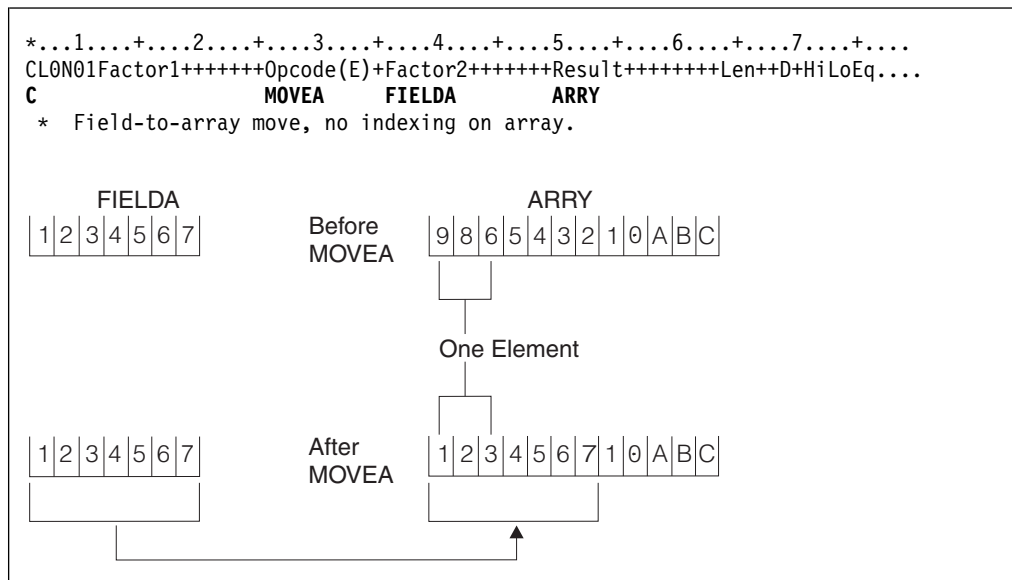 *...1....+....2....+....3....+....4....+....5....+....6....+....7....+....
CL0N01Factor1+++++++Opcode(E)+Factor2+++++++Result++++++++Len++D+HiLoEq....
C                   MOVEA     FIELDA        ARRY
 *  Field-to-array move, no indexing on array.
FIELDA ARRY
1 2 3 4 5 6 7 Before MOVEA 9 8 6 5 4 3 2 1 0 A B C
One Element
1 2 3 4 5 6 7 After MOVEA 1 2 3 4 5 6 7 1 0 A B C